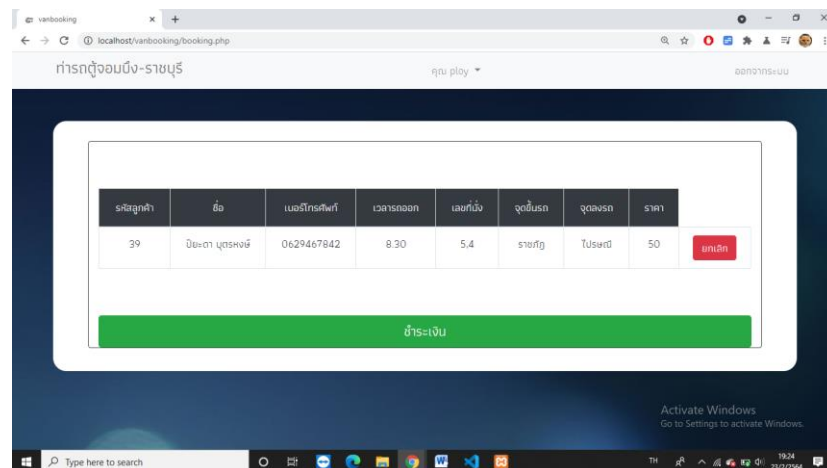 vanbooking
localhost/vanbooking/booking.php
ท่ารถตู้จอมบึง-ราชบุรี คุณ ploy ออกจากระบบ
รหัสลูกค้า ชื่อ เบอร์โทรศัพท์ เวลารถออก เลขที่นั่ง จุดขึ้นรถ จุดลงรถ ราคา
39 ปิยะดา บุตรหงษ์ 0629467842 8.30 5,4 ราชภัฏ ไปรษณี 50 ยกเลิก
ชำระเงิน
Activate Windows
Go to Settings to activate Windows.
Type here to search TH 19:24
23/2/2564